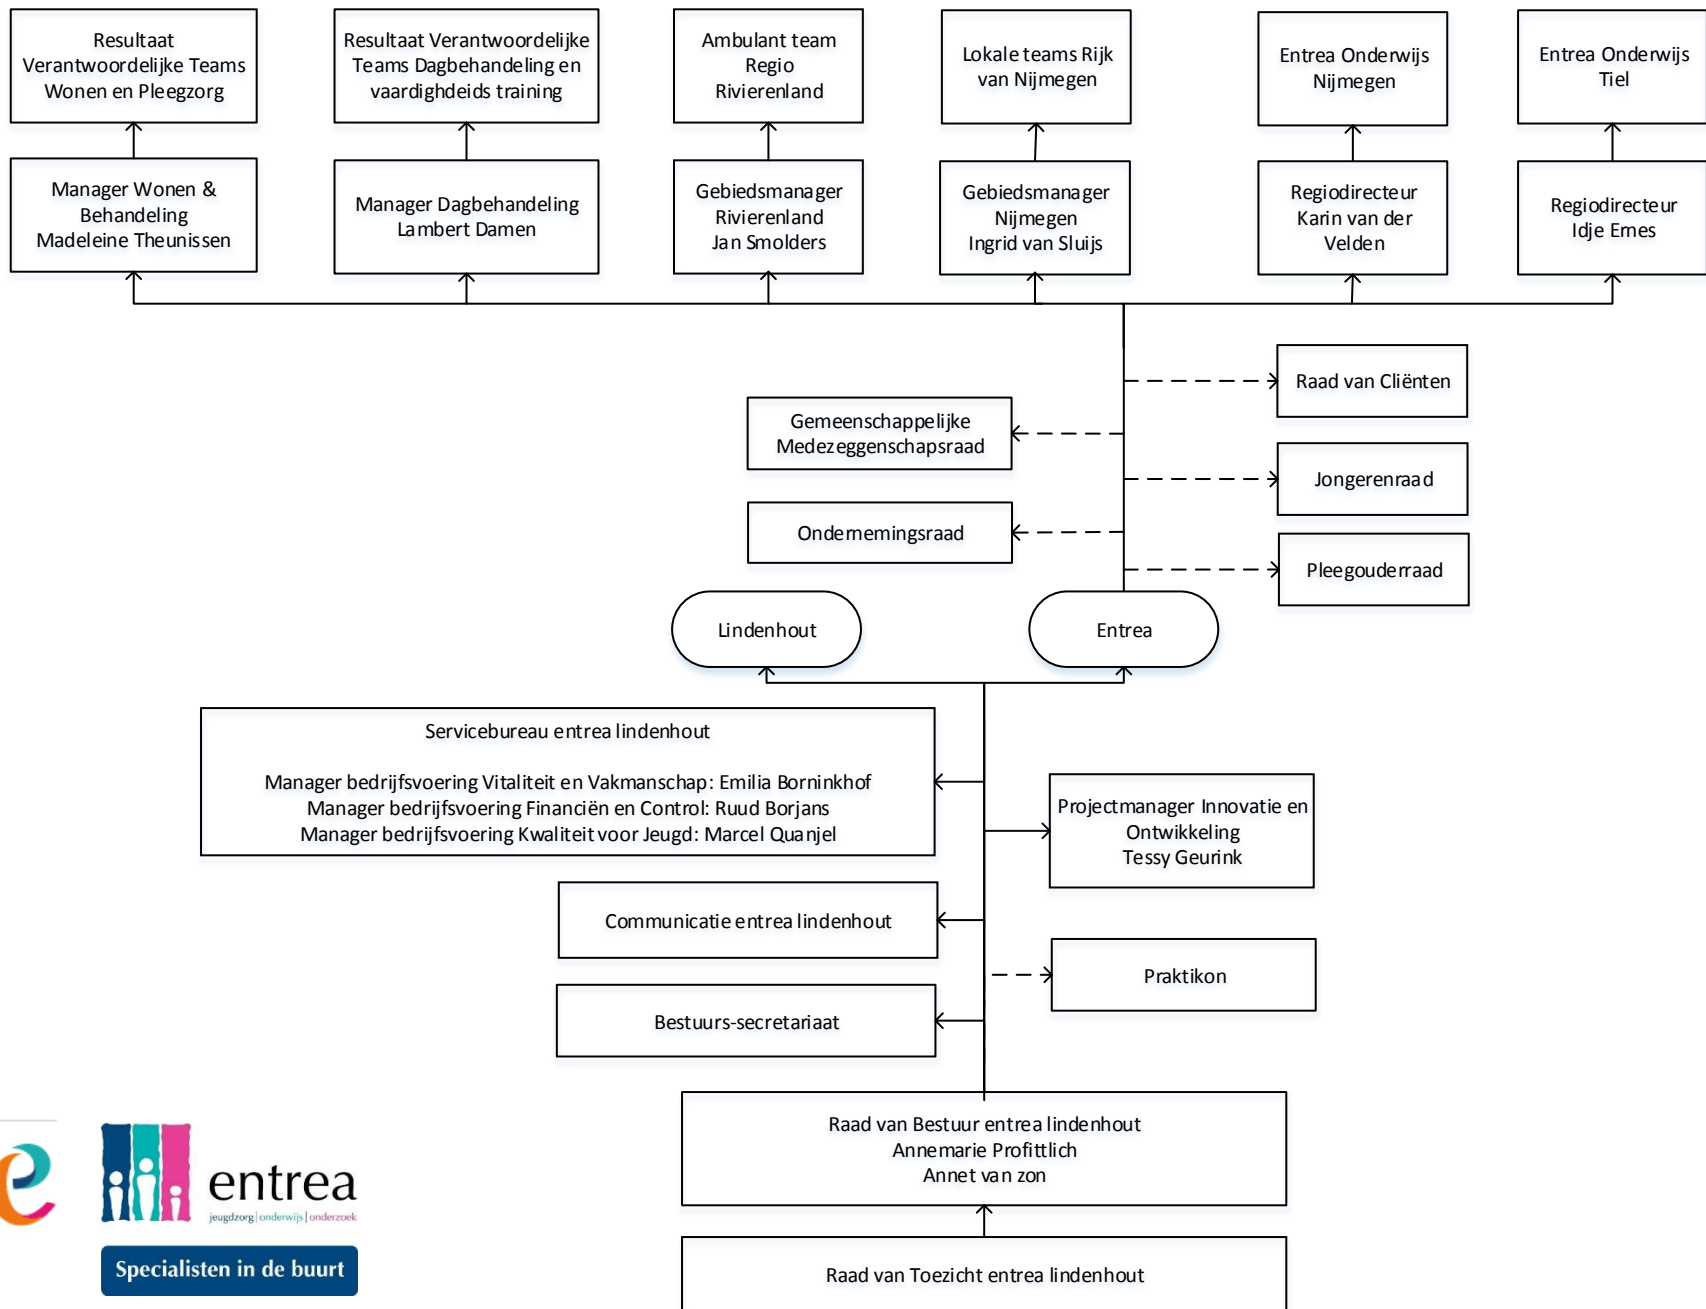 Resultaat
Verantwoordelijke Teams
Wonen en Pleegzorg
Resultaat Verantwoordelijke
Teams Dagbehandeling en
vaardighdeids training
Ambulant team
Regio
Rivierenland
Lokale teams Rijk
van Nijmegen
Entrea Onderwijs
Nijmegen
Entrea Onderwijs
Tiel
Manager Wonen &
Behandeling
Madeleine Theunissen
Manager Dagbehandeling
Lambert Damen
Gebiedsmanager
Rivierenland
Jan Smolders
Gebiedsmanager
Nijmegen
Ingrid van Sluijs
Regiodirecteur
Karin van der
Velden
Regiodirecteur
Idje Emes
Raad van Cliënten
Gemeenschappelijke
Medezeggenschapsraad
Jongerenraad
Ondernemingsraad
Pleegouderraad
Lindenhout
Entrea
Servicebureau entrea lindenhout
Manager bedrijfsvoering Vitaliteit en Vakmanschap: Emilia Borninkhof
Manager bedrijfsvoering Financiën en Control: Ruud Borjans
Manager bedrijfsvoering Kwaliteit voor Jeugd: Marcel Quanjel
Projectmanager Innovatie en
Ontwikkeling
Tessy Geurink
Communicatie entrea lindenhout
Praktikon
Bestuurs-secretariaat
Raad van Bestuur entrea lindenhout
Annemarie Profittlich
Annet van zon
Raad van Toezicht entrea lindenhout
e
entrea
jeugdzorg|onderwijs|onderzoek
Specialisten in de buurt